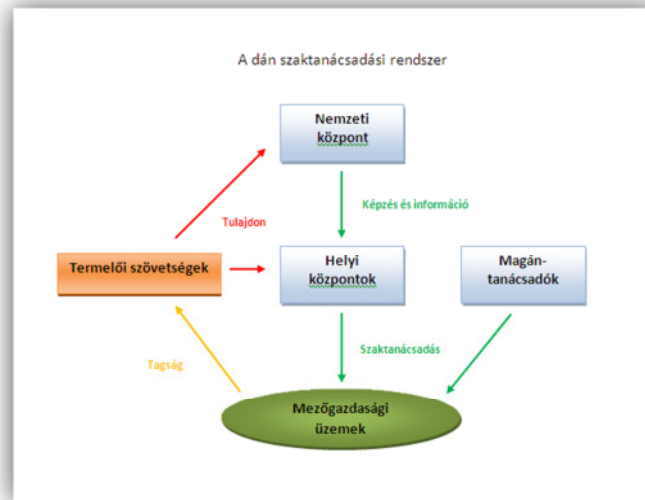 A dán szaktanácsadási rendszer
Nemzeti
központ
Képzés és információ
Tulajdon
Termelői szövetségek
Helyi
központok
Magán-
tanácsadók
Szaktanácsadás
Tagság
Mezőgazdasági
üzemek